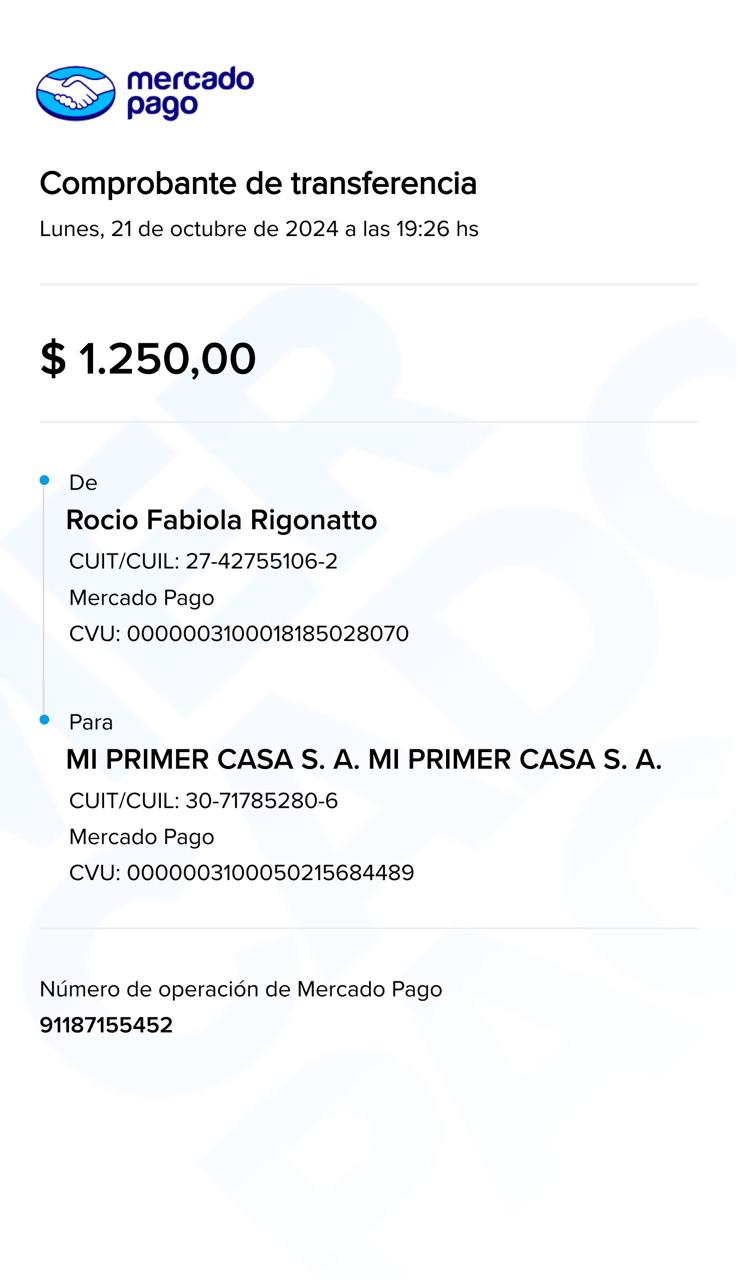 mercado
pago
Comprobante de transferencia
Lunes, 21 de octubre de 2024 a las 19:26 hs
$ 1.250,00
De
Rocio Fabiola Rigonatto
CUIT/CUIL: 27-42755106-2
Mercado Pago
CVU: 0000003100018185028070
Para
MI PRIMER CASA S. A. MI PRIMER CASA S. A.
CUIT/CUIL: 30-71785280-6
Mercado Pago
CVU: 0000003100050215684489
Número de operación de Mercado Pago
91187155452